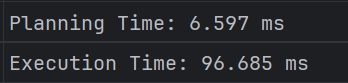 Planning Time: 6.597 ms
Execution Time: 96.685 ms